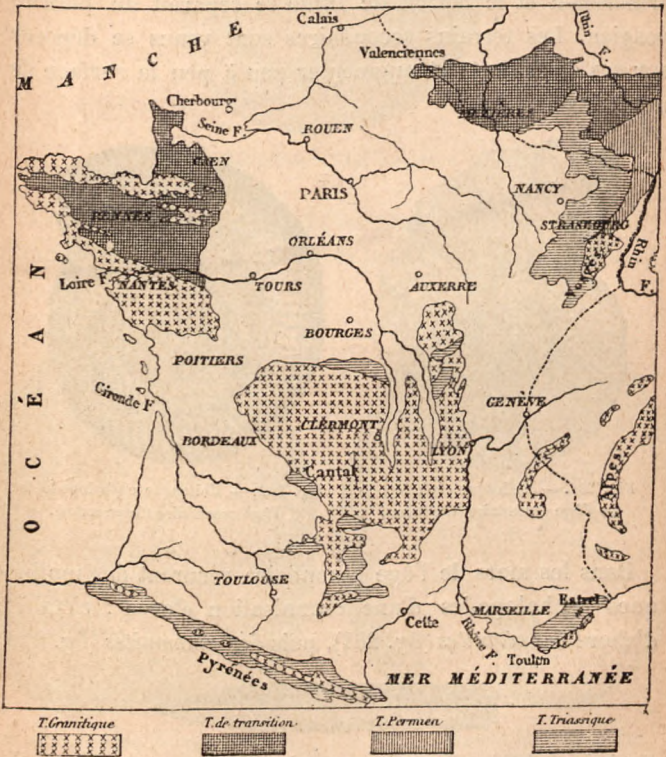 Calais
MANCHE
Valenciennes
Rhin F.
Cherbourg
Seine F.
ROUEN
MÉZIÈRES
CAEN
PARIS
NANCY
RENNES
STRASBOURG
ORLÉANS
Rhin
F.
Loire F.
NANTES
TOURS
AUXERRE
BOURGES
POITIERS
OCÉAN
Gironde F.
GENÈVE
CLERMONT
BORDEAUX
LYON
Cantal
Alpes
TOULOUSE
Cette
MARSEILLE
Estrel
Rhône F.
Toulon
Pyrénées
MER MÉDITERRANÉE
T. Granitique
T. de transition
T. Permien
T. Triassique